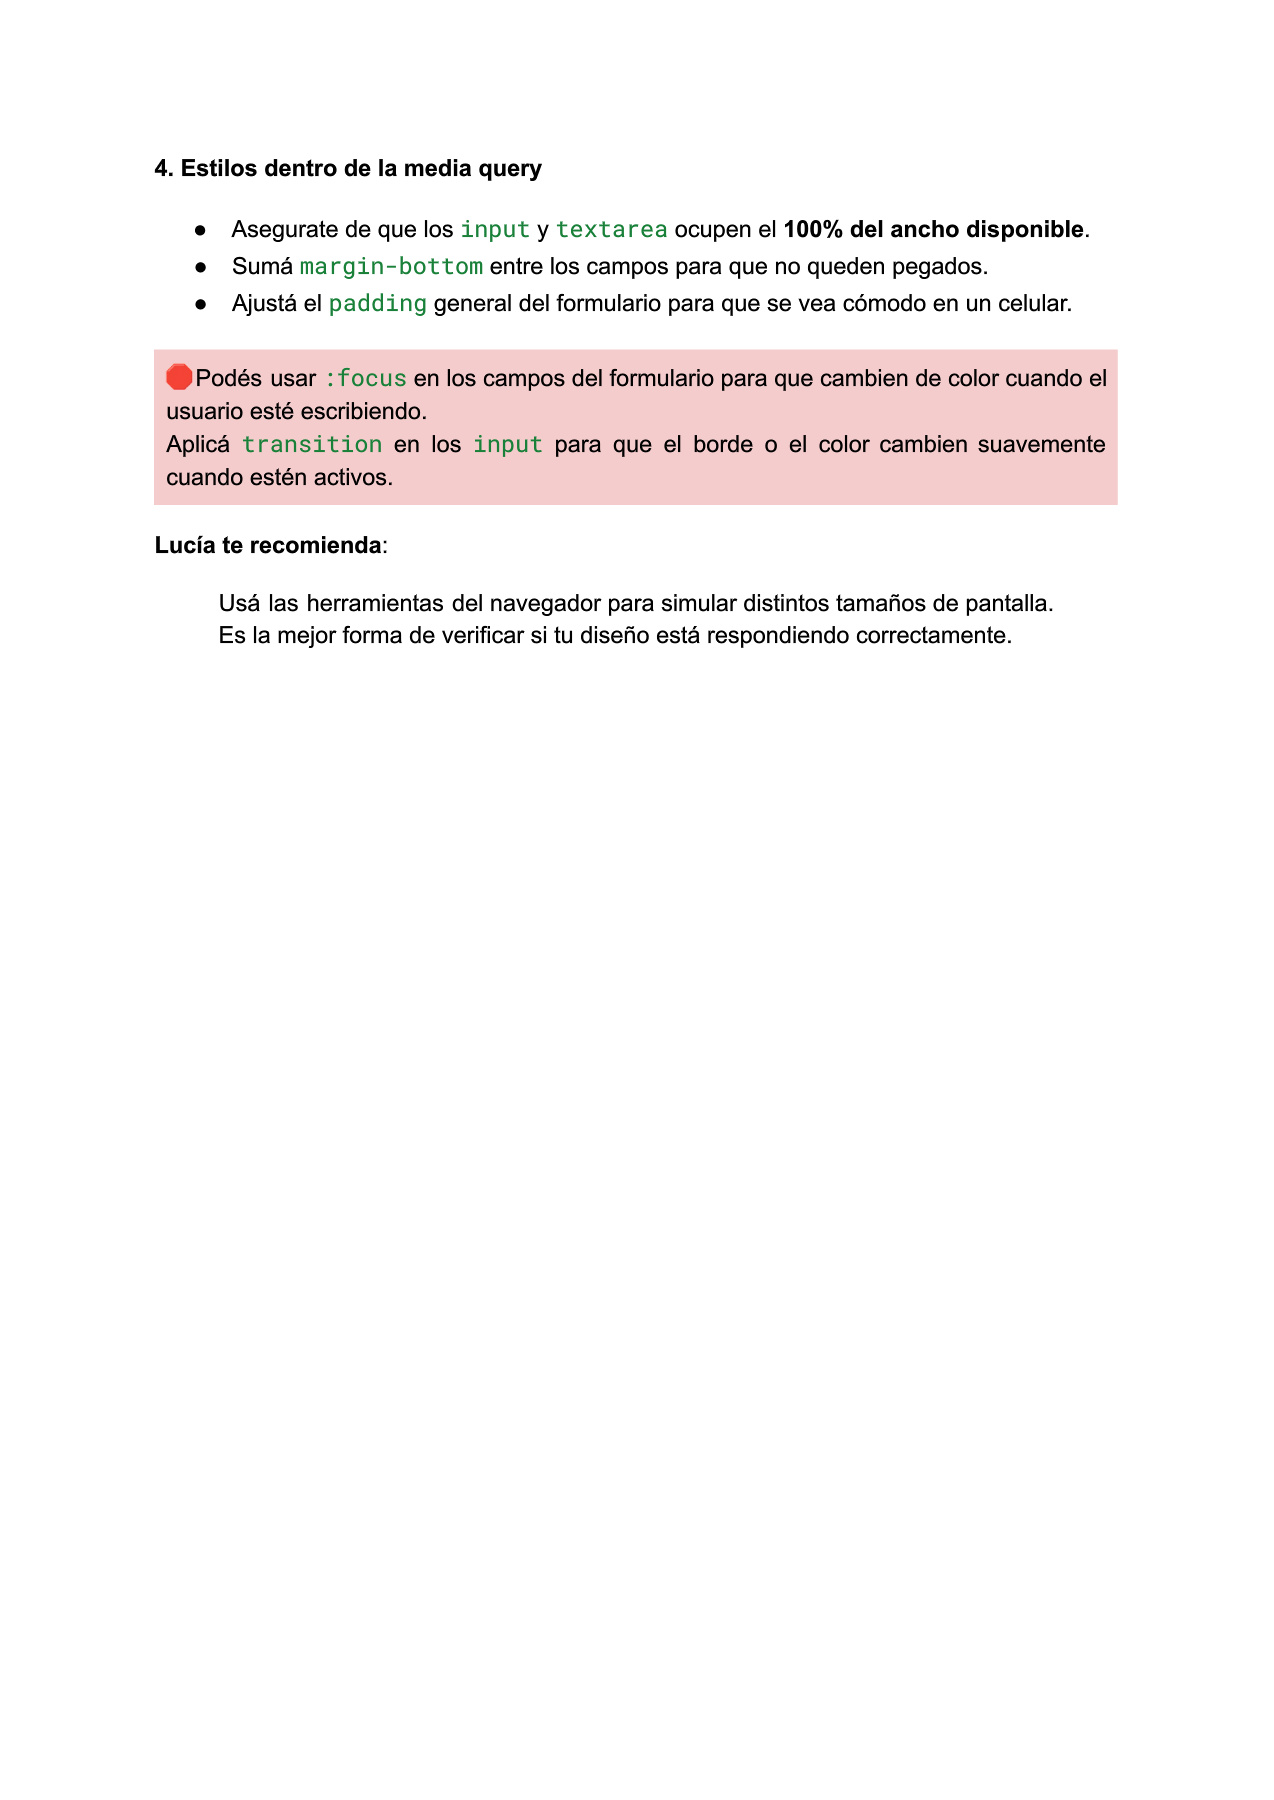 4. Estilos dentro de la media query
● Asegurate de que los input y textarea ocupen el 100% del ancho disponible.
● Sumá margin-bottom entre los campos para que no queden pegados.
● Ajustá el padding general del formulario para que se vea cómodo en un celular.
🛑Podés usar :focus en los campos del formulario para que cambien de color cuando el
usuario esté escribiendo.
Aplicá transition en los input para que el borde o el color cambien suavemente
cuando estén activos.
Lucía te recomienda:
Usá las herramientas del navegador para simular distintos tamaños de pantalla.
Es la mejor forma de verificar si tu diseño está respondiendo correctamente.